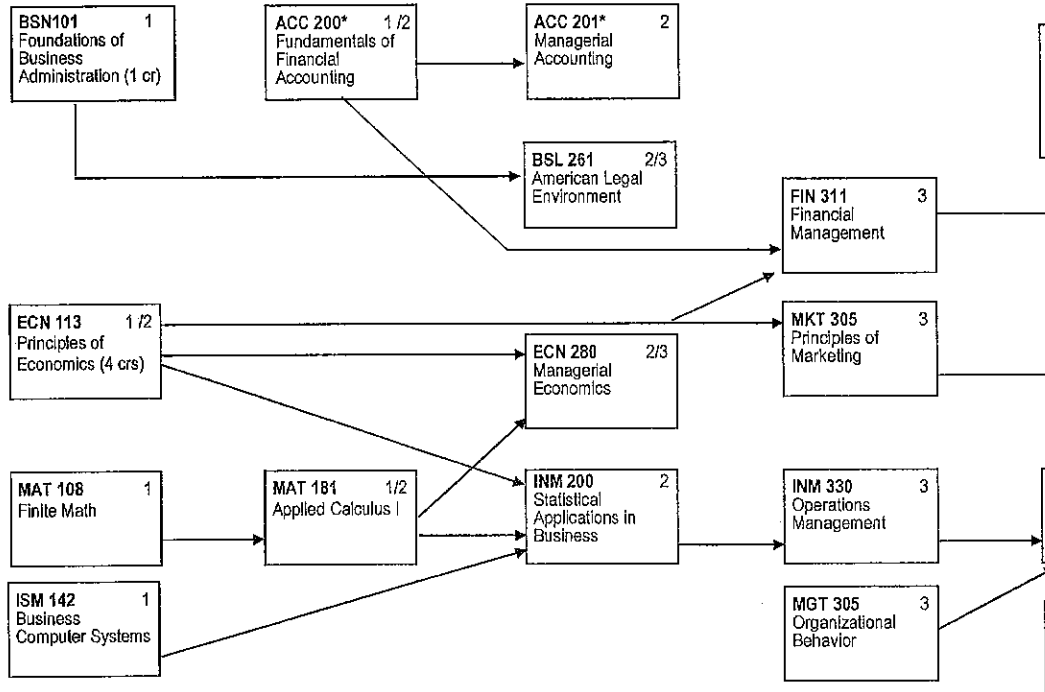 BSN101 1
Foundations of
Business
Administration (1 cr)
ACC 200* 1 /2
Fundamentals of
Financial
Accounting
ACC 201* 2
Managerial
Accounting
BSL 261 2/3
American Legal
Environment
FIN 311 3
Financial
Management
ECN 113 1 /2
Principles of
Economics (4 crs)
MKT 305 3
Principles of
Marketing
ECN 280 2/3
Managerial
Economics
MAT 108 1
Finite Math
MAT 181 1/2
Applied Calculus I
INM 200 2
Statistical
Applications in
Business
INM 330 3
Operations
Management
ISM 142 1
Business
Computer Systems
MGT 305 3
Organizational
Behavior